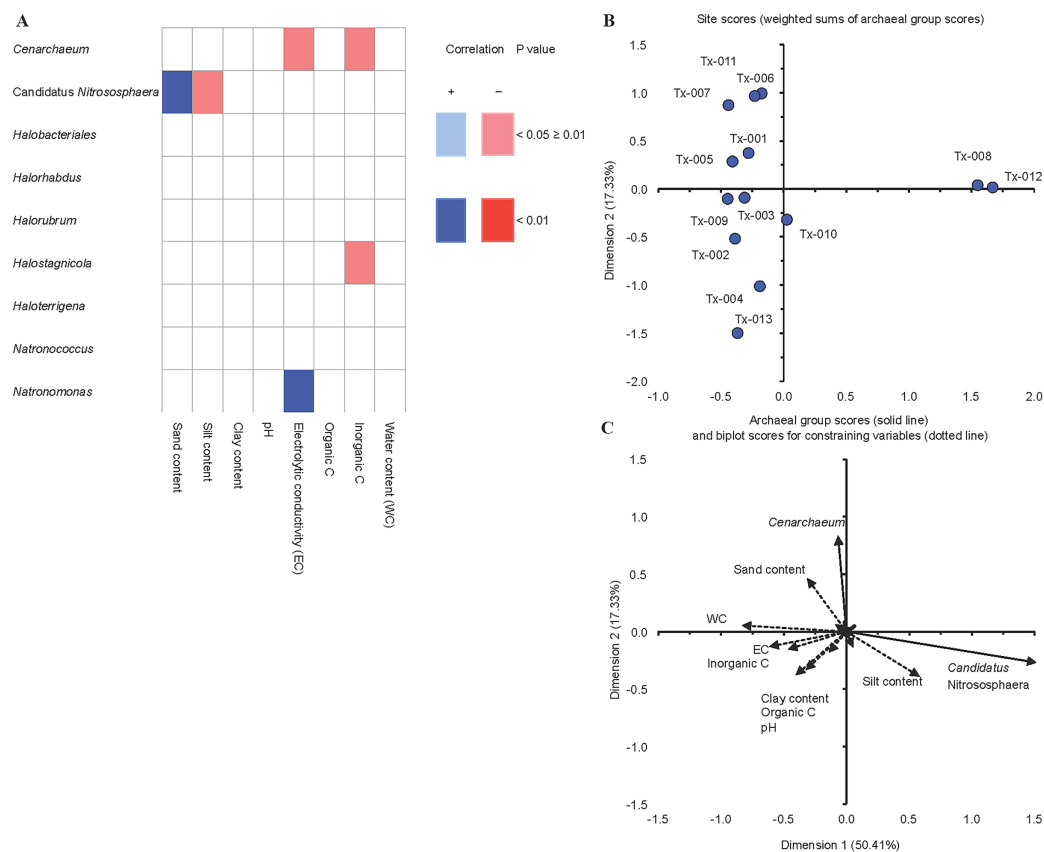 A
Cenarchaeum
Candidatus Nitrososphaera
Halobacteriales
Halorhabdus
Halorubrum
Halostagnicola
Haloterrigena
Natronococcus
Natronomonas
Sand content
Silt content
Clay content
pH
Electrolytic conductivity (EC)
Organic C
Inorganic C
Water content (WC)
Correlation P value
+ −
< 0.05 ≥ 0.01
< 0.01
B
Site scores (weighted sums of archaeal group scores)
Dimension 2 (17.33%)
1.5
1.0
0.5
0.0
-0.5
-1.0
-1.5
-2.0
Tx-011
Tx-006
Tx-007
Tx-001
Tx-005
Tx-008
Tx-012
Tx-009
Tx-003
Tx-010
Tx-002
Tx-004
Tx-013
-1.0 -0.5 0.0 0.5 1.0 1.5 2.0
C
Archaeal group scores (solid line)
and biplot scores for constraining variables (dotted line)
Dimension 2 (17.33%)
1.5
1.0
0.5
0.0
-0.5
-1.0
-1.5
Cenarchaeum
Sand content
WC
EC
Inorganic C
Clay content
Organic C
pH
Silt content
Candidatus
Nitrososphaera
-1.5 -1.0 -0.5 0.0 0.5 1.0 1.5
Dimension 1 (50.41%)